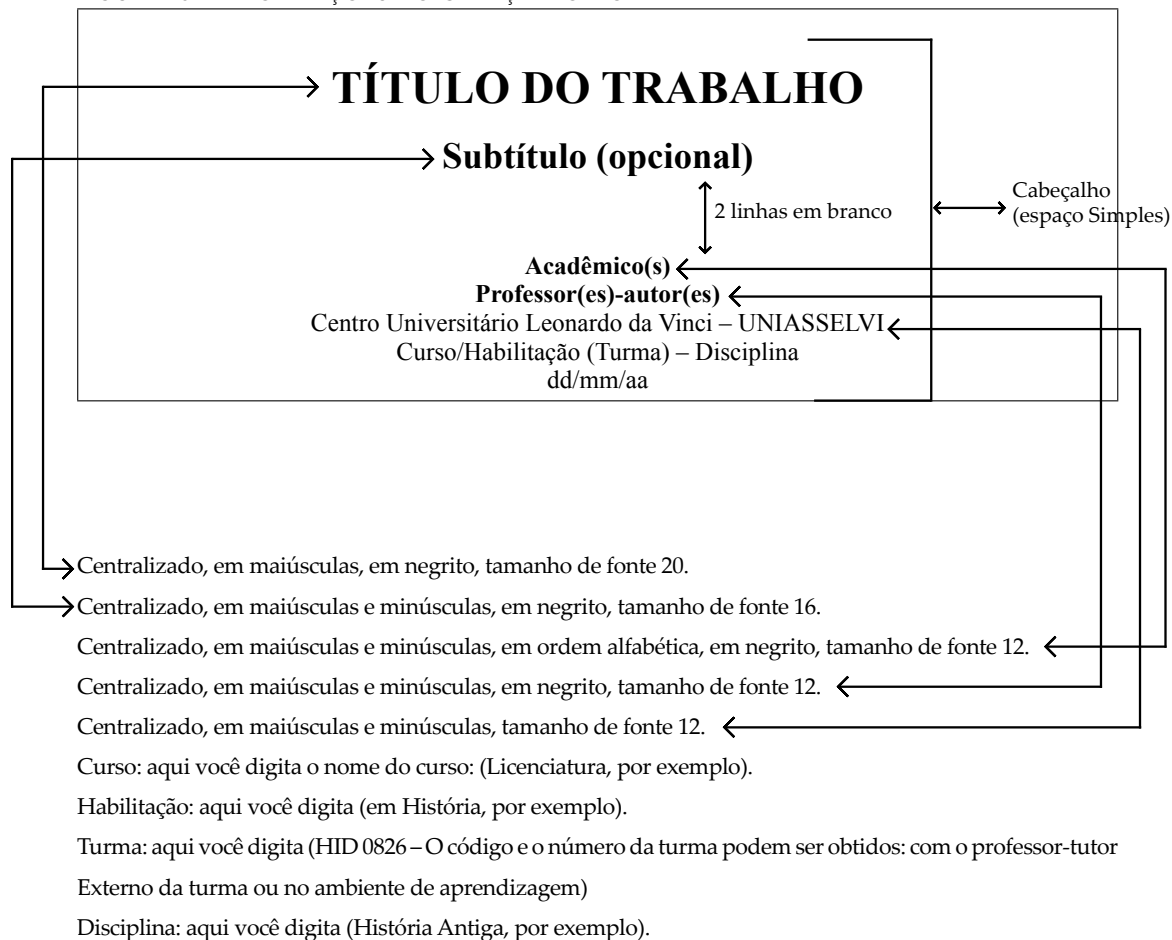 TÍTULO DO TRABALHO
Subtítulo (opcional)
2 linhas em branco
Cabeçalho
(espaço Simples)
Acadêmico(s)
Professor(es)-autor(es)
Centro Universitário Leonardo da Vinci – UNIASSELVI
Curso/Habilitação (Turma) – Disciplina
dd/mm/aa
Centralizado, em maiúsculas, em negrito, tamanho de fonte 20.
Centralizado, em maiúsculas e minúsculas, em negrito, tamanho de fonte 16.
Centralizado, em maiúsculas e minúsculas, em ordem alfabética, em negrito, tamanho de fonte 12.
Centralizado, em maiúsculas e minúsculas, em negrito, tamanho de fonte 12.
Centralizado, em maiúsculas e minúsculas, tamanho de fonte 12.
Curso: aqui você digita o nome do curso: (Licenciatura, por exemplo).
Habilitação: aqui você digita (em História, por exemplo).
Turma: aqui você digita (HID 0826 – O código e o número da turma podem ser obtidos: com o professor-tutor
Externo da turma ou no ambiente de aprendizagem)
Disciplina: aqui você digita (História Antiga, por exemplo).